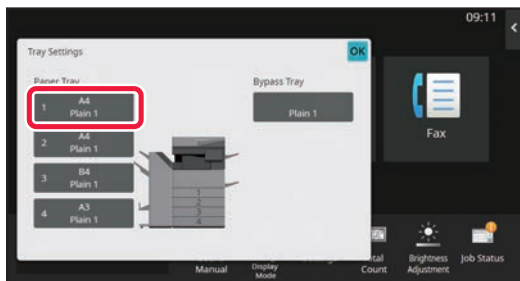 09:11
Tray Settings
OK
Paper Tray
Bypass Tray
1 A4
Plain 1
Plain 1
2 A4
Plain 1
3 B4
Plain 1
4 A3
Plain 1
1
2
3
4
Fax
Manual
Display
Mode
Count
Brightness
Adjustment
Job Status